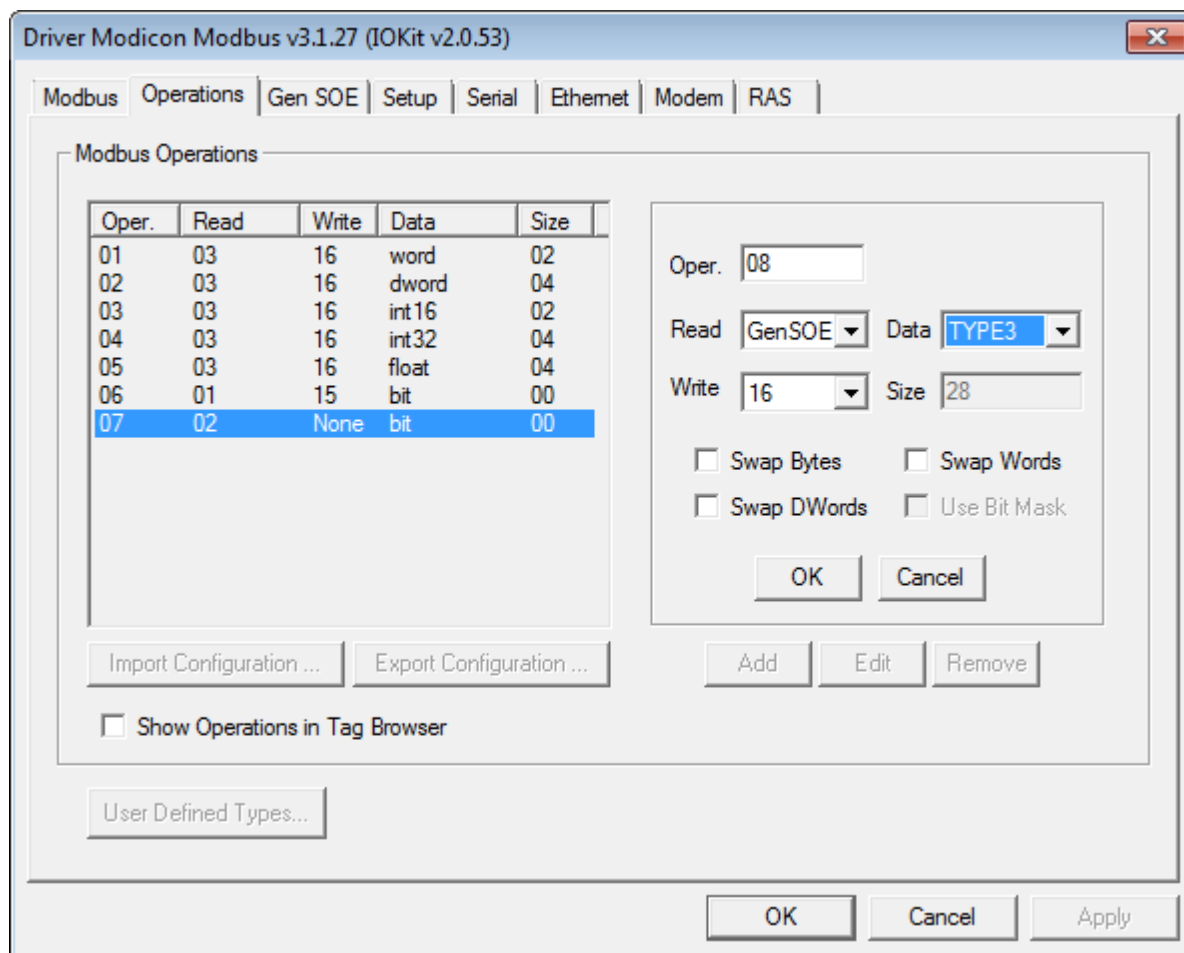 Driver Modicon Modbus v3.1.27 (IOKit v2.0.53)
Modbus Operations Gen SOE Setup Serial Ethernet Modem RAS
Modbus Operations
Oper. Read Write Data Size
01 03 16 word 02
02 03 16 dword 04
03 03 16 int16 02
04 03 16 int32 04
05 03 16 float 04
06 01 15 bit 00
07 02 None bit 00
Oper. 08
Read GenSOE Data TYPE3
Write 16 Size 28
Swap Bytes Swap Words
Swap DWords Use Bit Mask
OK Cancel
Import Configuration ... Export Configuration ... Add Edit Remove
Show Operations in Tag Browser
User Defined Types...
OK Cancel Apply